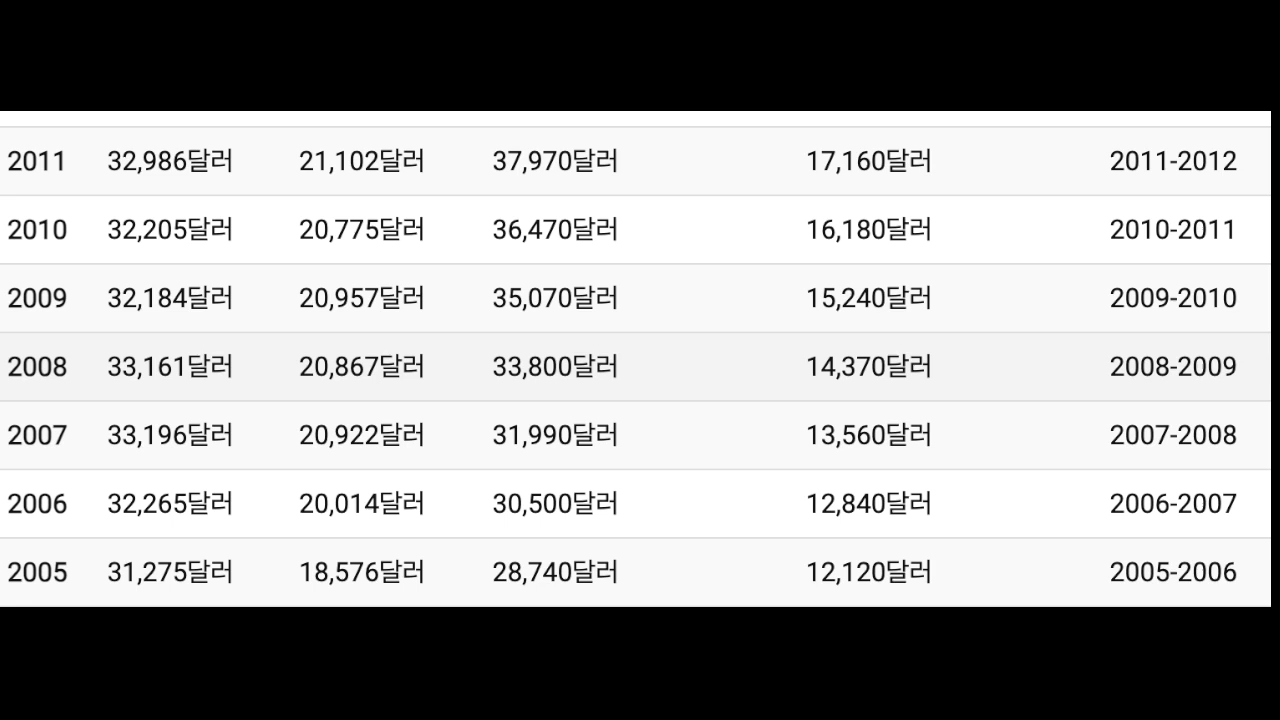 2011 32,986달러 21,102달러 37,970달러 17,160달러 2011-2012
2010 32,205달러 20,775달러 36,470달러 16,180달러 2010-2011
2009 32,184달러 20,957달러 35,070달러 15,240달러 2009-2010
2008 33,161달러 20,867달러 33,800달러 14,370달러 2008-2009
2007 33,196달러 20,922달러 31,990달러 13,560달러 2007-2008
2006 32,265달러 20,014달러 30,500달러 12,840달러 2006-2007
2005 31,275달러 18,576달러 28,740달러 12,120달러 2005-2006